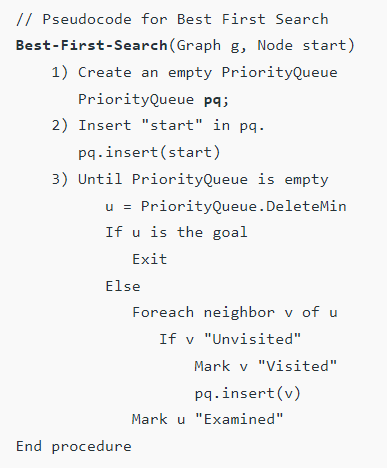 // Pseudocode for Best First Search
Best-First-Search(Graph g, Node start)
    1) Create an empty PriorityQueue
       PriorityQueue pq;
    2) Insert "start" in pq.
       pq.insert(start)
    3) Until PriorityQueue is empty
          u = PriorityQueue.DeleteMin
          If u is the goal
             Exit
          Else
             Foreach neighbor v of u
                If v "Unvisited"
                    Mark v "Visited"
                    pq.insert(v)
             Mark u "Examined"
End procedure